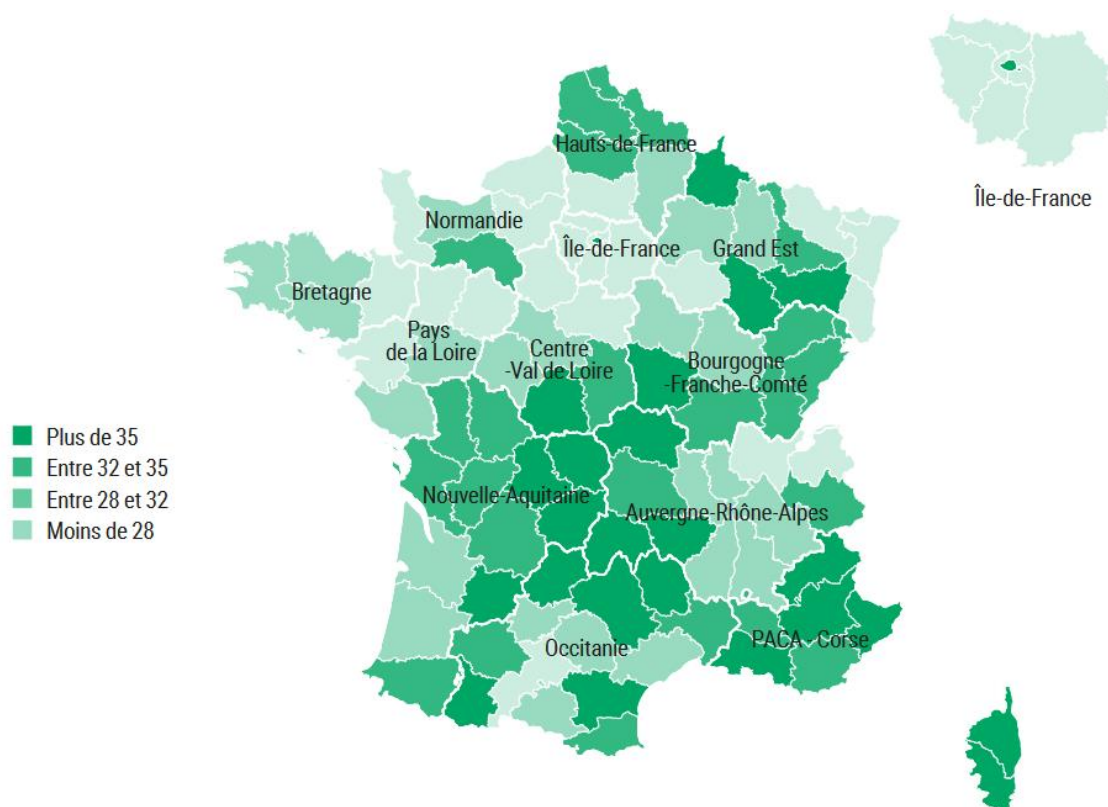 Hauts-de-France
Île-de-France
Normandie
Île-de-France
Grand Est
Bretagne
Pays
de la Loire
Centre
-Val de Loire
Bourgogne
-Franche-Comté
Plus de 35
Entre 32 et 35
Entre 28 et 32
Moins de 28
Nouvelle-Aquitaine
Auvergne-Rhône-Alpes
Occitanie
PACA - Corse